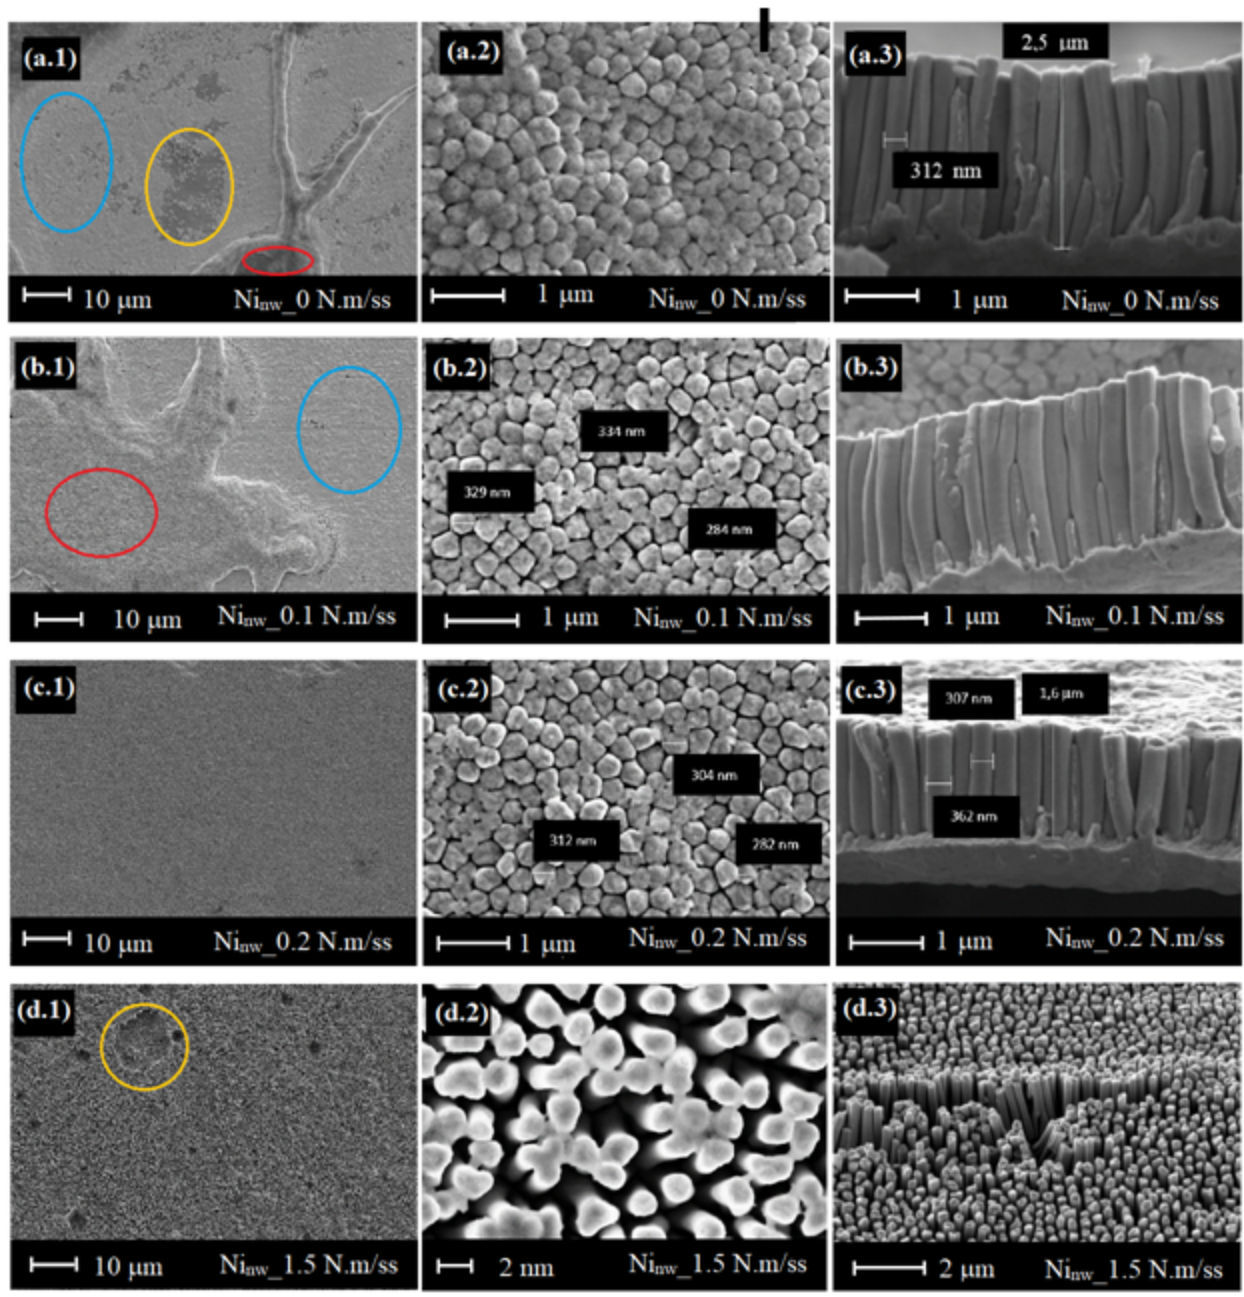 (a.1)
10 μm Ninw_0 N.m/ss
(a.2)
1 μm Ninw_0 N.m/ss
(a.3)
2,5 μm
312 nm
1 μm Ninw_0 N.m/ss
(b.1)
10 μm Ninw_0.1 N.m/ss
(b.2)
334 nm
329 nm
284 nm
1 μm Ninw_0.1 N.m/ss
(b.3)
1 μm Ninw_0.1 N.m/ss
(c.1)
10 μm Ninw_0.2 N.m/ss
(c.2)
304 nm
312 nm
282 nm
1 μm Ninw_0.2 N.m/ss
(c.3)
307 nm
1,6 μm
362 nm
1 μm Ninw_0.2 N.m/ss
(d.1)
10 μm Ninw_1.5 N.m/ss
(d.2)
2 nm Ninw_1.5 N.m/ss
(d.3)
2 μm Ninw_1.5 N.m/ss